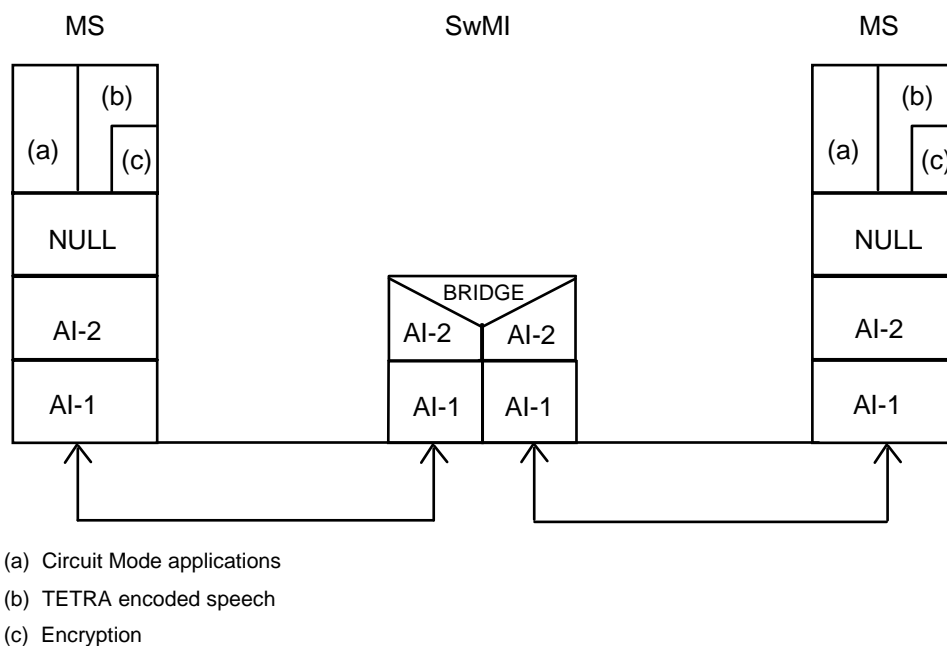 MS SwMI MS
(b) (b)
(a) (c) (a) (c)
NULL NULL
BRIDGE
AI-2 AI-2 AI-2 AI-2
AI-1 AI-1 AI-1 AI-1
(a) Circuit Mode applications
(b) TETRA encoded speech
(c) Encryption